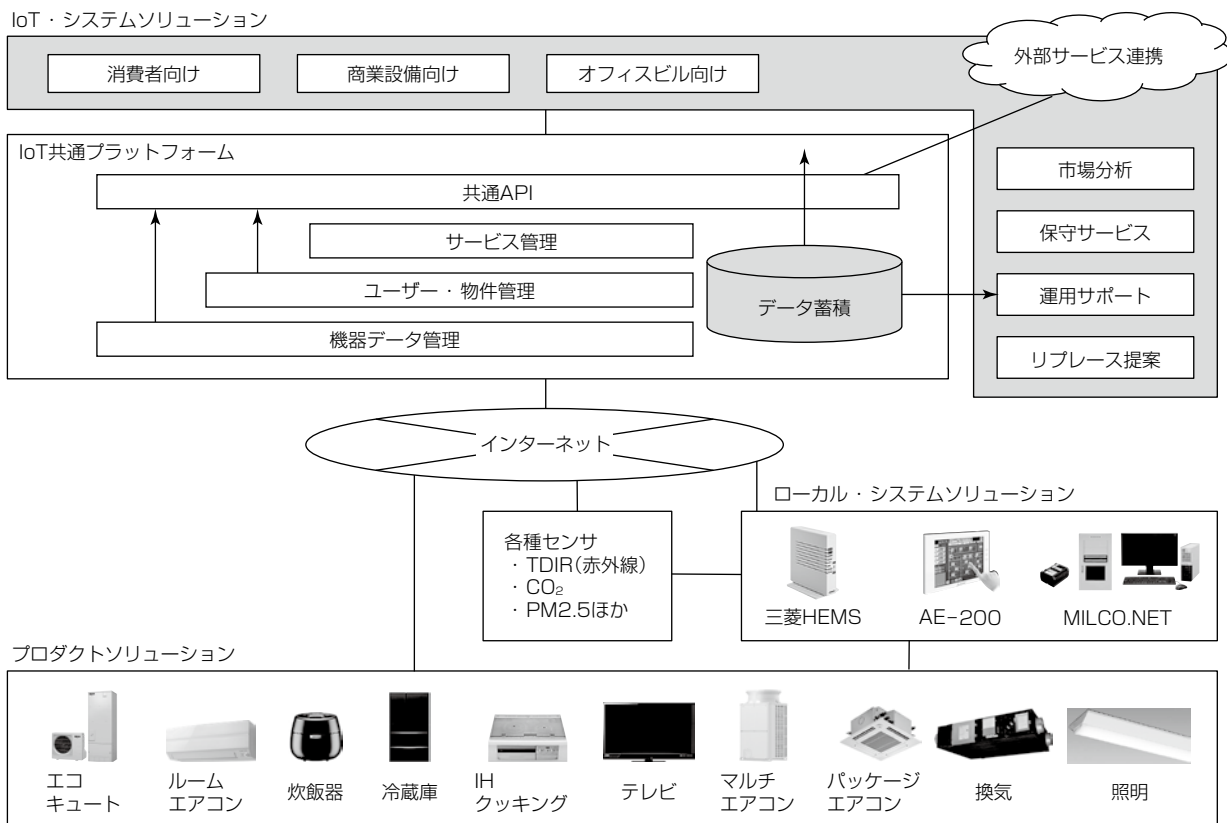 IoT・システムソリューション
消費者向け
商業設備向け
オフィスビル向け
外部サービス連携
IoT共通プラットフォーム
共通API
サービス管理
ユーザー・物件管理
機器データ管理
データ蓄積
市場分析
保守サービス
運用サポート
リプレース提案
インターネット
各種センサ
・TDIR(赤外線)
・CO₂
・PM2.5ほか
ローカル・システムソリューション
三菱HEMS
AE-200
MILCO.NET
プロダクトソリューション
エコ
キュート
ルーム
エアコン
炊飯器
冷蔵庫
IH
クッキング
テレビ
マルチ
エアコン
パッケージ
エアコン
換気
照明